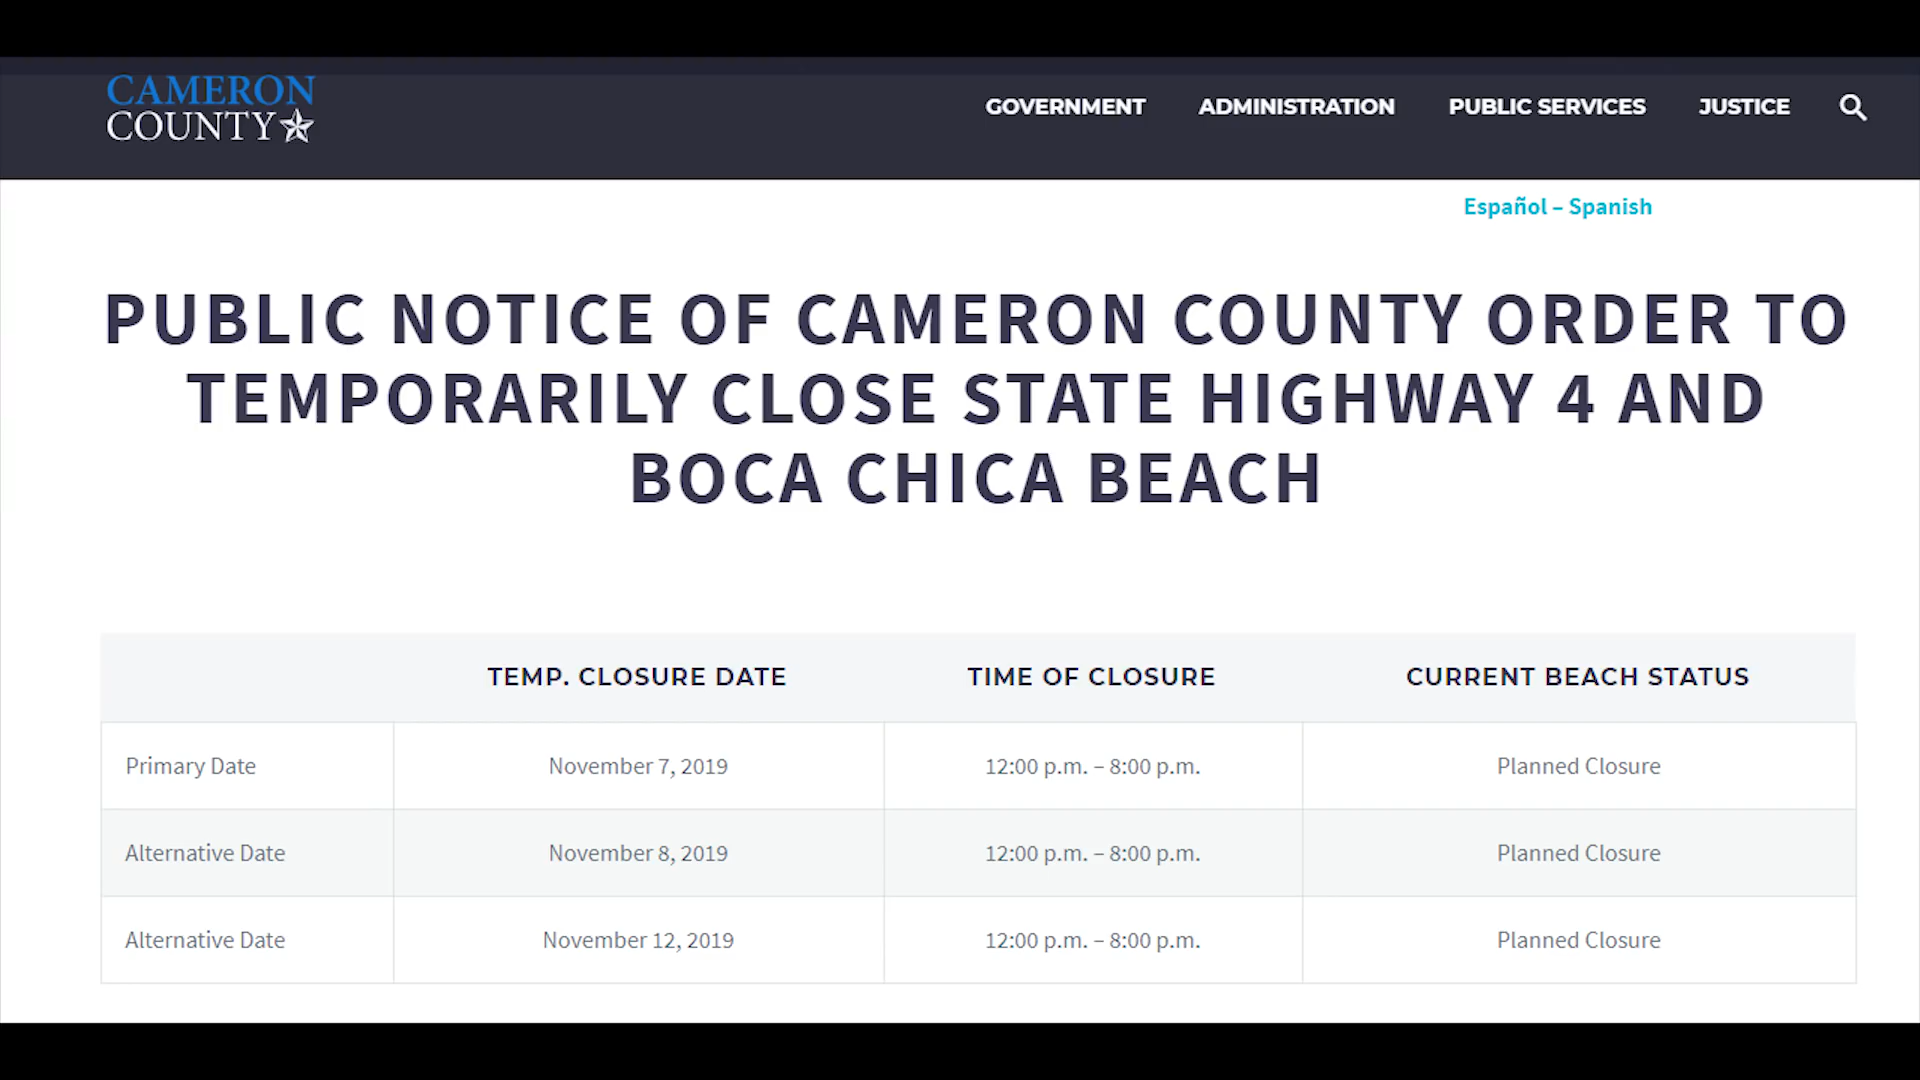 CAMERON
COUNTY
GOVERNMENT ADMINISTRATION PUBLIC SERVICES JUSTICE
Español – Spanish
PUBLIC NOTICE OF CAMERON COUNTY ORDER TO
TEMPORARILY CLOSE STATE HIGHWAY 4 AND
BOCA CHICA BEACH
TEMP. CLOSURE DATE TIME OF CLOSURE CURRENT BEACH STATUS
Primary Date November 7, 2019 12:00 p.m. – 8:00 p.m. Planned Closure
Alternative Date November 8, 2019 12:00 p.m. – 8:00 p.m. Planned Closure
Alternative Date November 12, 2019 12:00 p.m. – 8:00 p.m. Planned Closure